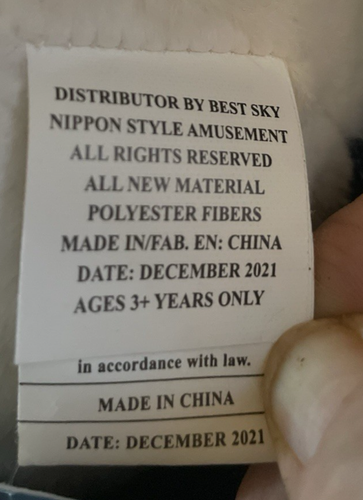 DISTRIBUTOR BY BEST SKY
NIPPON STYLE AMUSEMENT
ALL RIGHTS RESERVED
ALL NEW MATERIAL
POLYESTER FIBERS
MADE IN/FAB. EN: CHINA
DATE: DECEMBER 2021
AGES 3+ YEARS ONLY
in accordance with law.
MADE IN CHINA
DATE: DECEMBER 2021